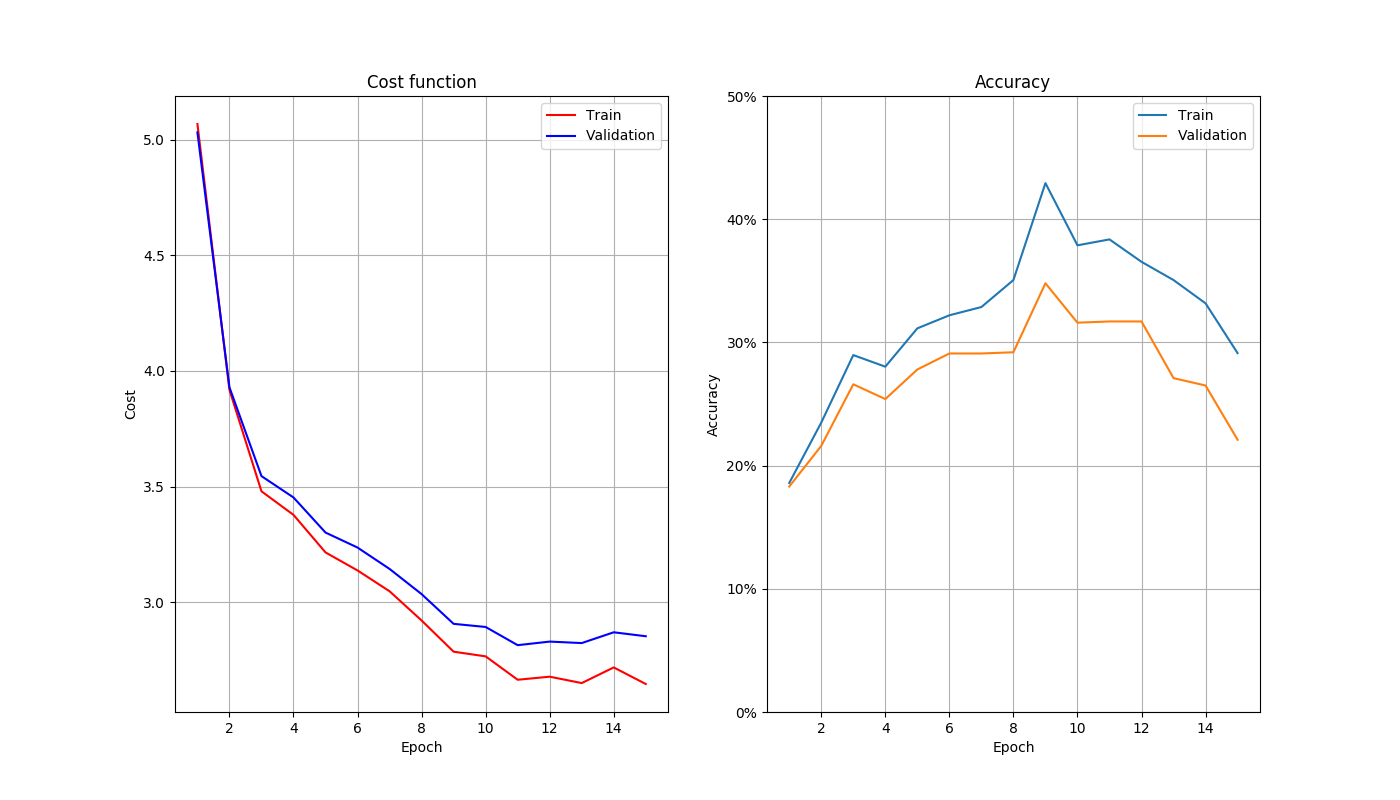 Cost function
Train
Validation
5.0
4.5
4.0
3.5
3.0
Cost
2 4 6 8 10 12 14
Epoch
Accuracy
Train
Validation
50%
40%
30%
20%
10%
0%
Accuracy
2 4 6 8 10 12 14
Epoch